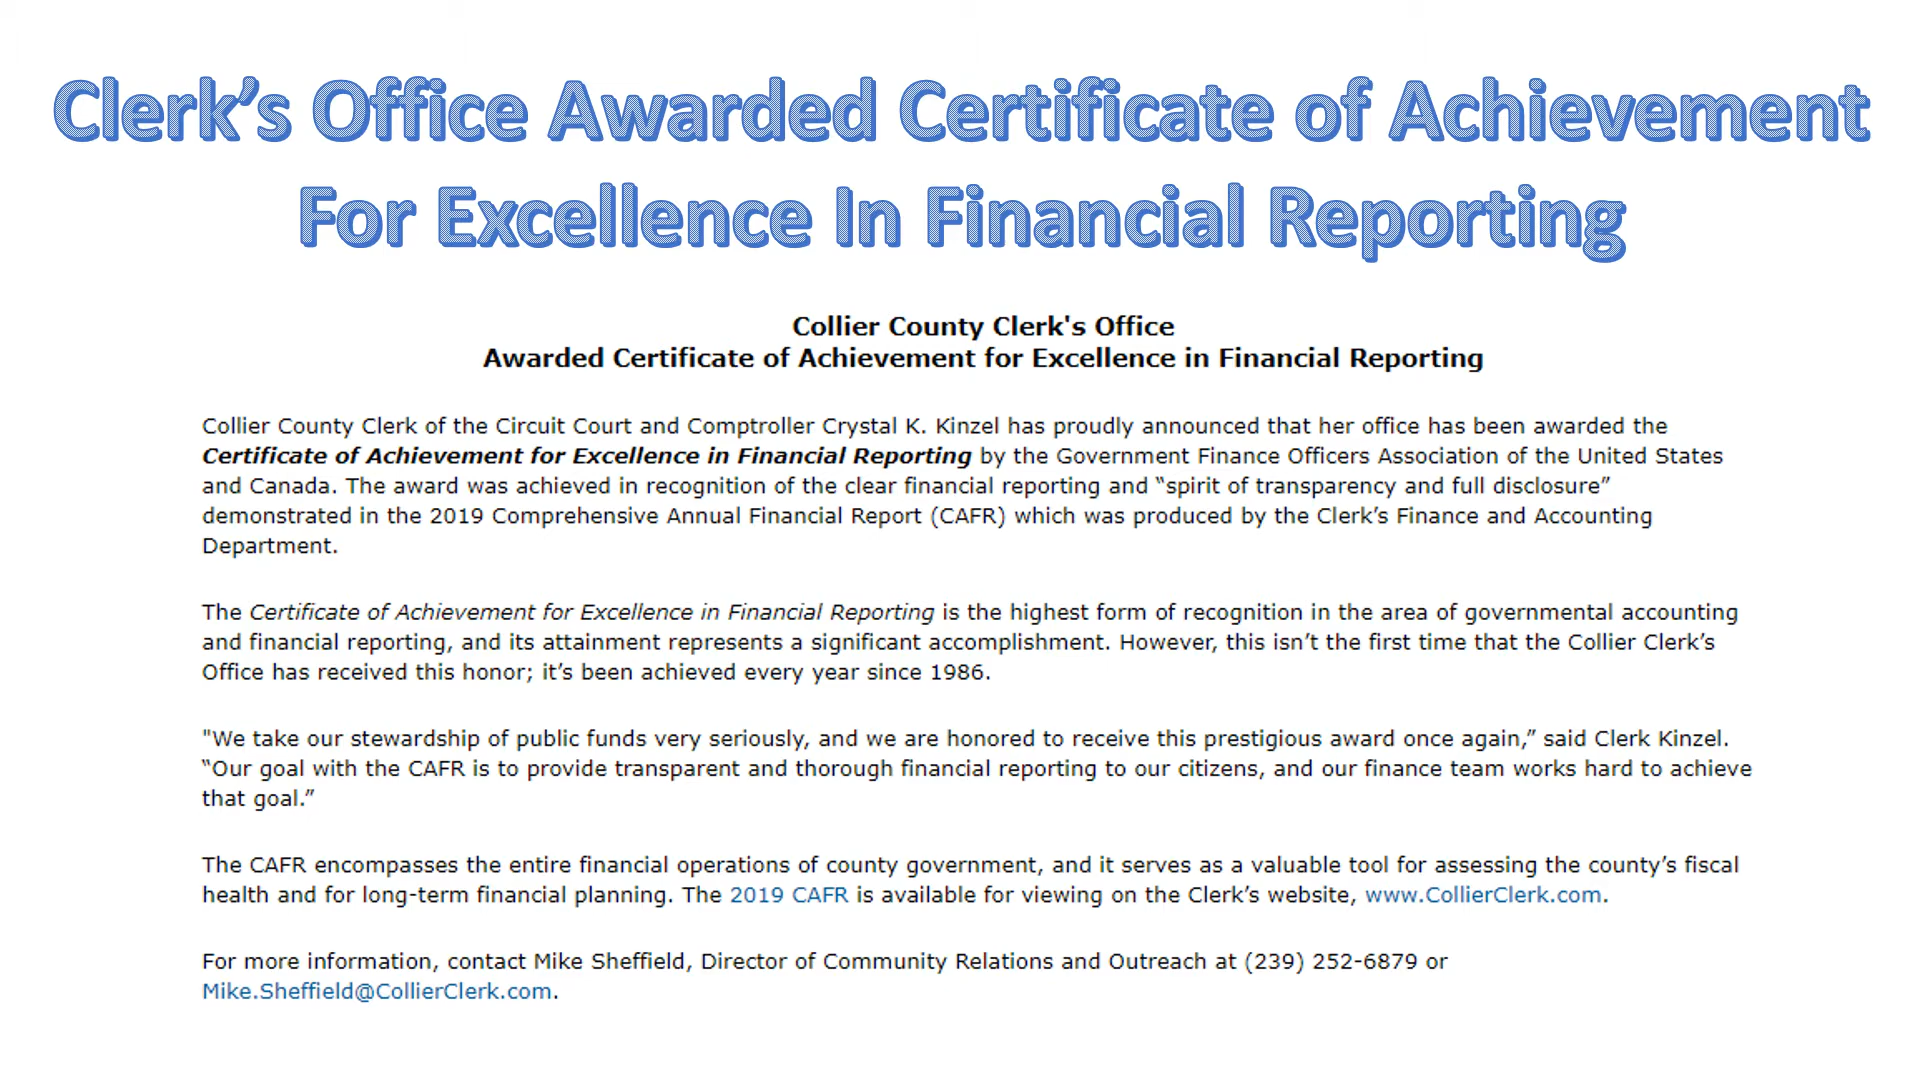 Clerk’s Office Awarded Certificate of Achievement
For Excellence In Financial Reporting
Collier County Clerk's Office
Awarded Certificate of Achievement for Excellence in Financial Reporting
Collier County Clerk of the Circuit Court and Comptroller Crystal K. Kinzel has proudly announced that her office has been awarded the
Certificate of Achievement for Excellence in Financial Reporting by the Government Finance Officers Association of the United States
and Canada. The award was achieved in recognition of the clear financial reporting and “spirit of transparency and full disclosure”
demonstrated in the 2019 Comprehensive Annual Financial Report (CAFR) which was produced by the Clerk’s Finance and Accounting
Department.
The Certificate of Achievement for Excellence in Financial Reporting is the highest form of recognition in the area of governmental accounting
and financial reporting, and its attainment represents a significant accomplishment. However, this isn’t the first time that the Collier Clerk’s
Office has received this honor; it’s been achieved every year since 1986.
"We take our stewardship of public funds very seriously, and we are honored to receive this prestigious award once again,” said Clerk Kinzel.
“Our goal with the CAFR is to provide transparent and thorough financial reporting to our citizens, and our finance team works hard to achieve
that goal.”
The CAFR encompasses the entire financial operations of county government, and it serves as a valuable tool for assessing the county’s fiscal
health and for long-term financial planning. The 2019 CAFR is available for viewing on the Clerk’s website, www.CollierClerk.com.
For more information, contact Mike Sheffield, Director of Community Relations and Outreach at (239) 252-6879 or
Mike.Sheffield@CollierClerk.com.